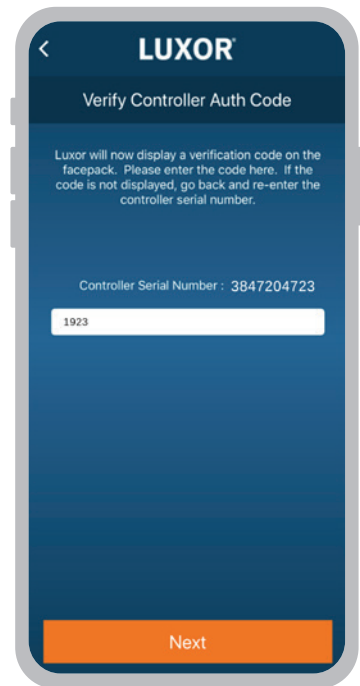 LUXOR
Verify Controller Auth Code
Luxor will now display a verification code on the
facepack. Please enter the code here. If the
code is not displayed, go back and re-enter the
controller serial number.
Controller Serial Number : 3847204723
1923
Next